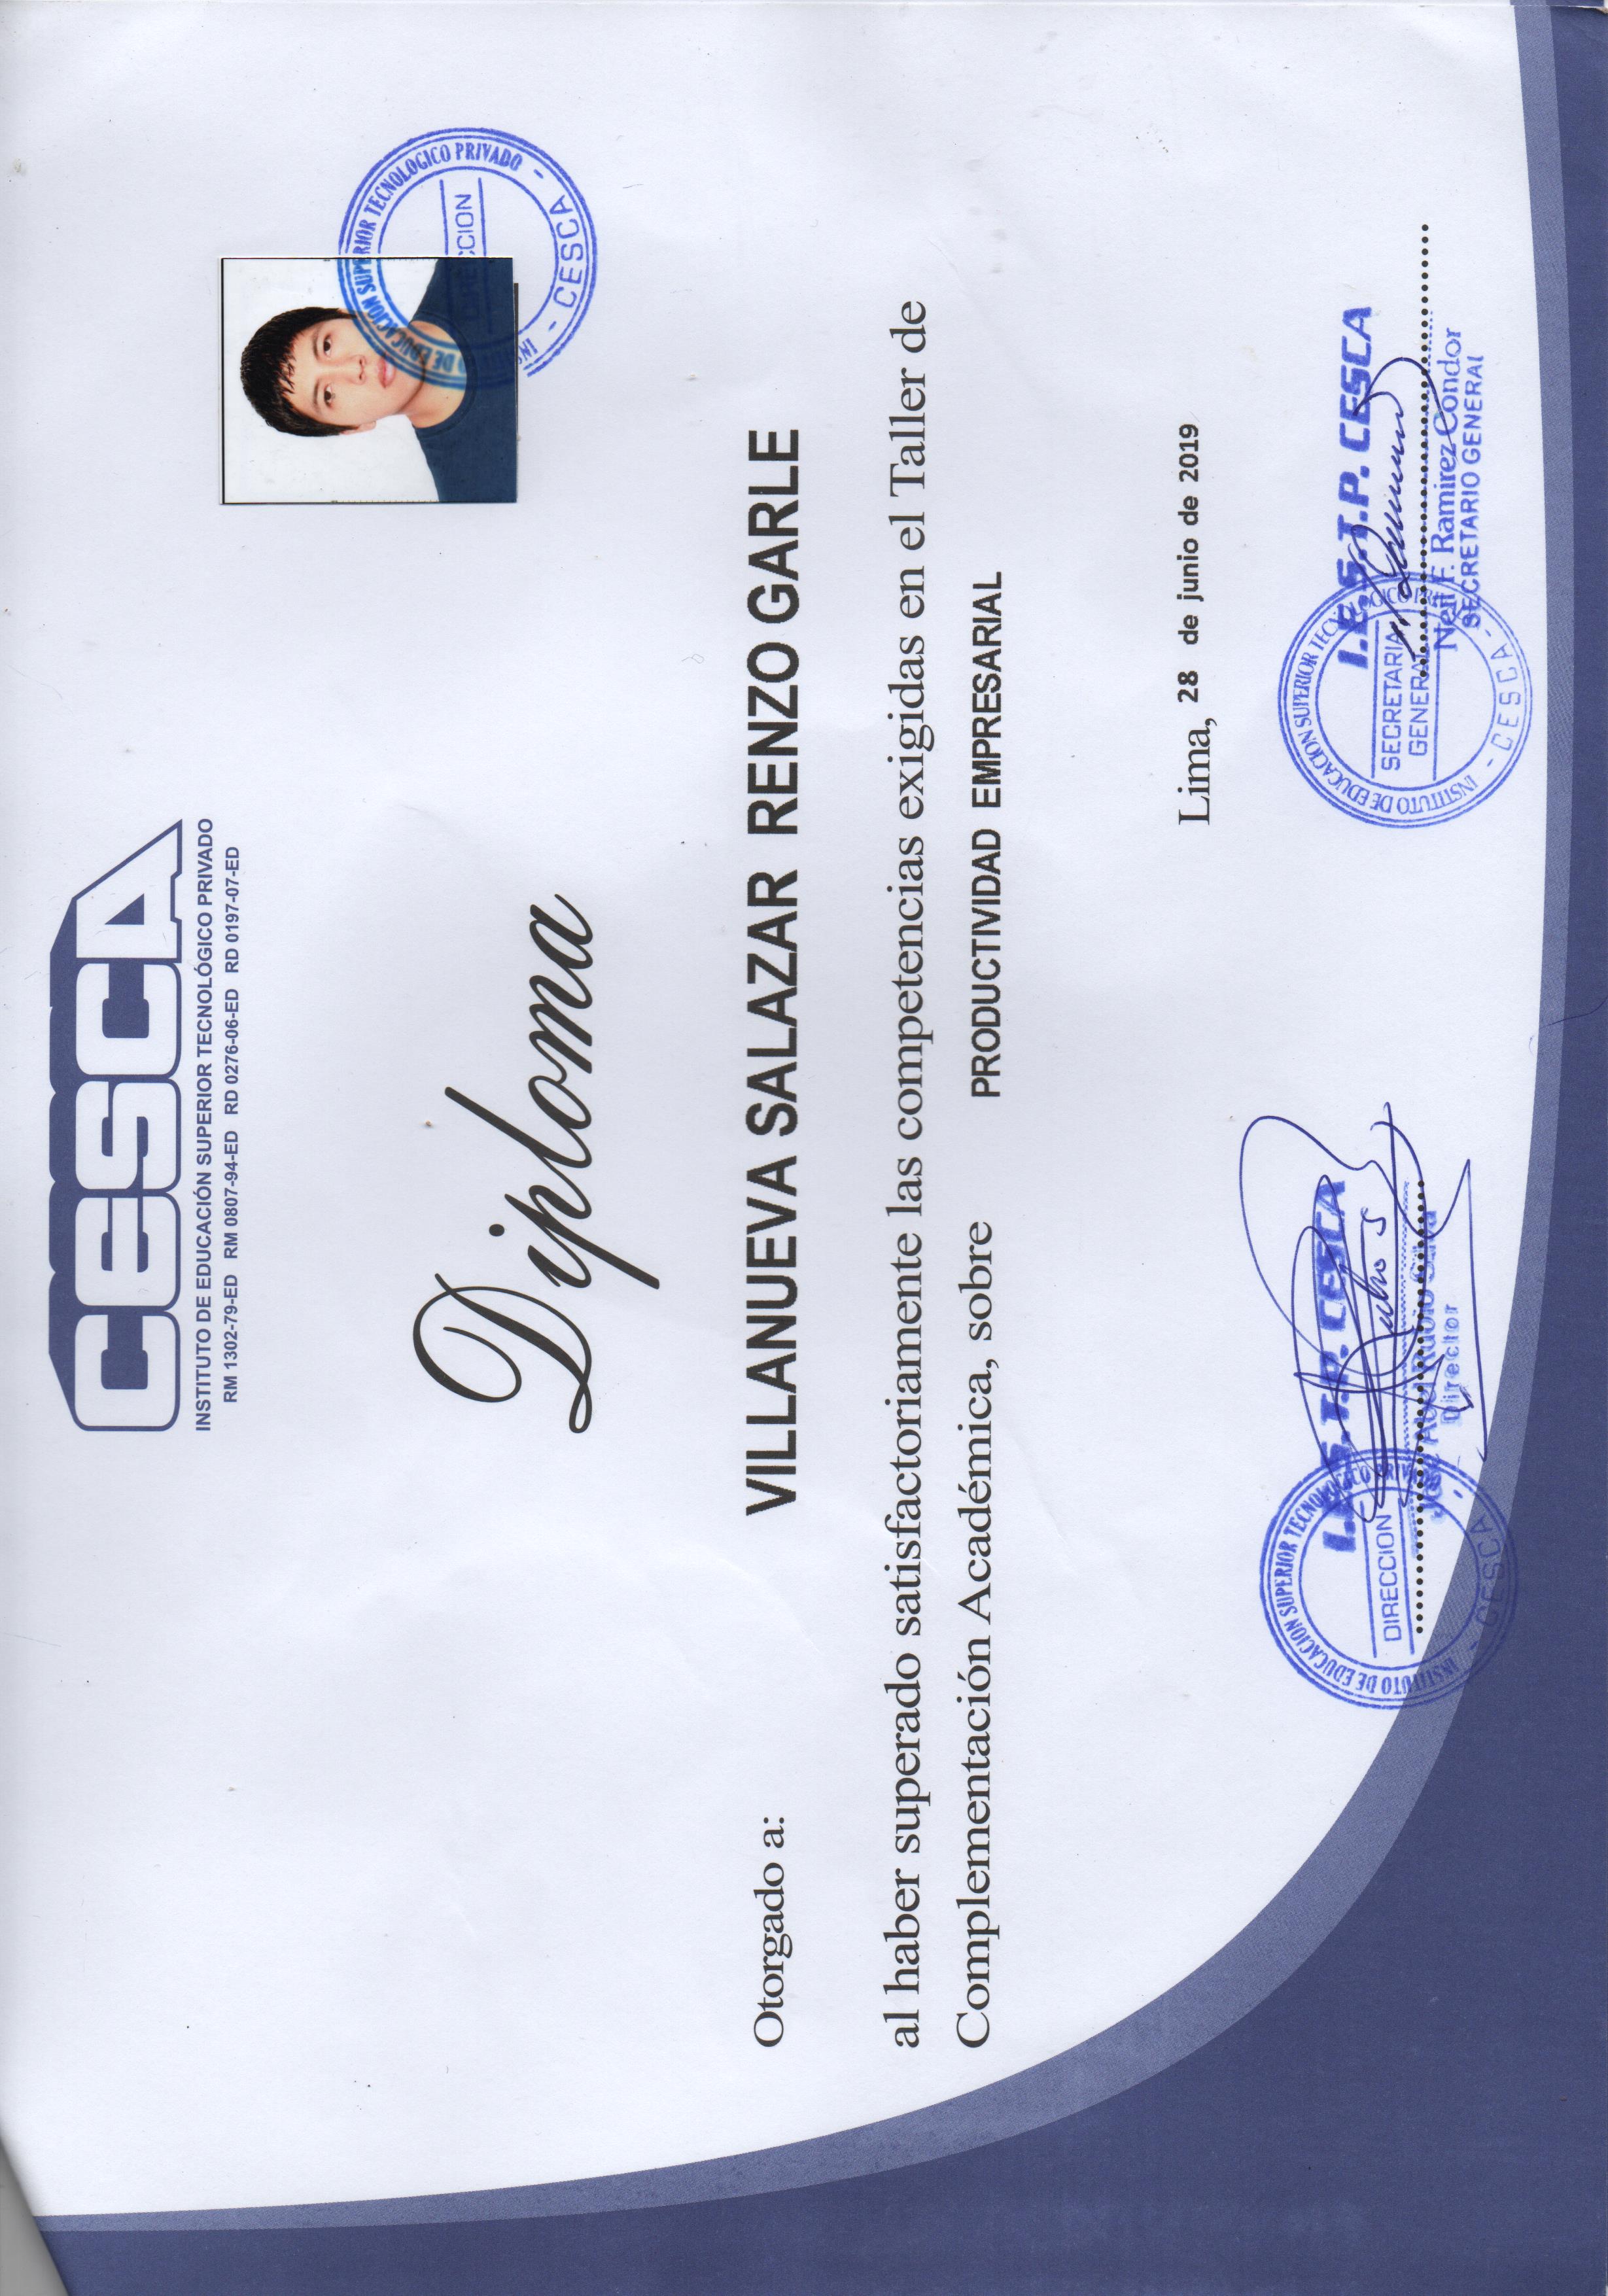 CESCA
INSTITUTO DE EDUCACIÓN SUPERIOR TECNOLÓGICO PRIVADO
RM 1302-79-ED RM 0807-94-ED RD 0276-06-ED RD 0197-07-ED
INSTITUTO DE EDUCACION SUPERIOR TECNOLOGICO PRIVADO
DIRECCION
- CESCA -
Diploma
Otorgado a: VILLANUEVA SALAZAR RENZO GARLE
al haber superado satisfactoriamente las competencias exigidas en el Taller de
Complementación Académica, sobre PRODUCTIVIDAD EMPRESARIAL
Lima, 28 de junio de 2019
INSTITUTO DE EDUCACION SUPERIOR TECNOLOGICO PRIVADO
DIRECCION
- CESCA -
I.E.S.T.P. CESCA
Rubio S
José Abel Rubio Silva
Director
INSTITUTO DE EDUCACION SUPERIOR TECNOLOGICO PRIVADO
SECRETARIA
GENERAL
- CESCA -
I.E.S.T.P. CESCA
Neil F. Ramirez Condor
SECRETARIO GENERAL